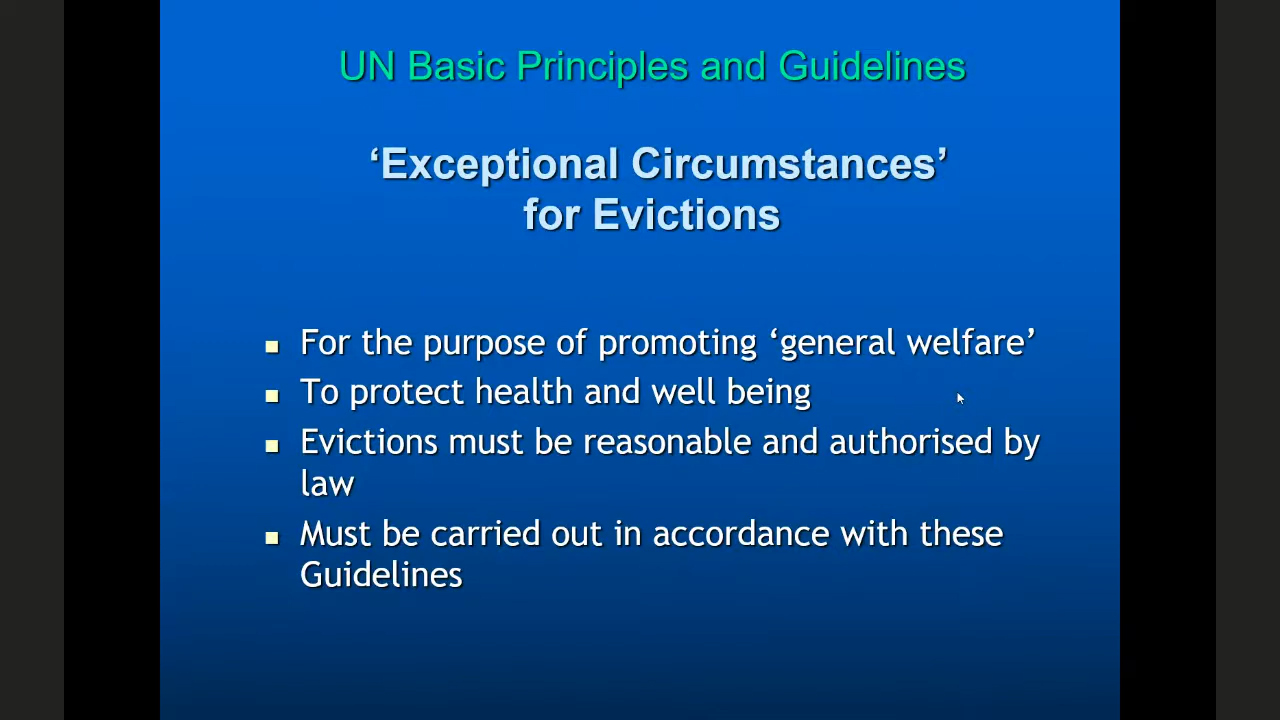 UN Basic Principles and Guidelines
‘Exceptional Circumstances’
for Evictions
For the purpose of promoting ‘general welfare’
To protect health and well being
Evictions must be reasonable and authorised by
law
Must be carried out in accordance with these
Guidelines